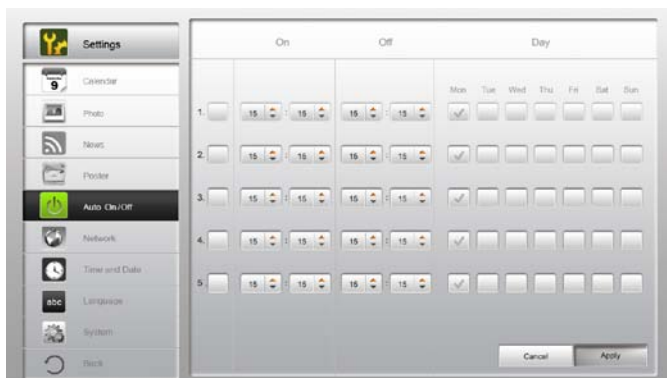 Settings
On Off Day
9 Calendar
Mon Tue Wed Thu Fri Sat Sun
Photo
1. 15 : 15 15 : 15
News
2. 15 : 15 15 : 15
Poster
3. 15 : 15 15 : 15
Auto On/Off
4. 15 : 15 15 : 15
Network
Time and Date
5. 15 : 15 15 : 15
abc Language
System
Back
Cancel Apply